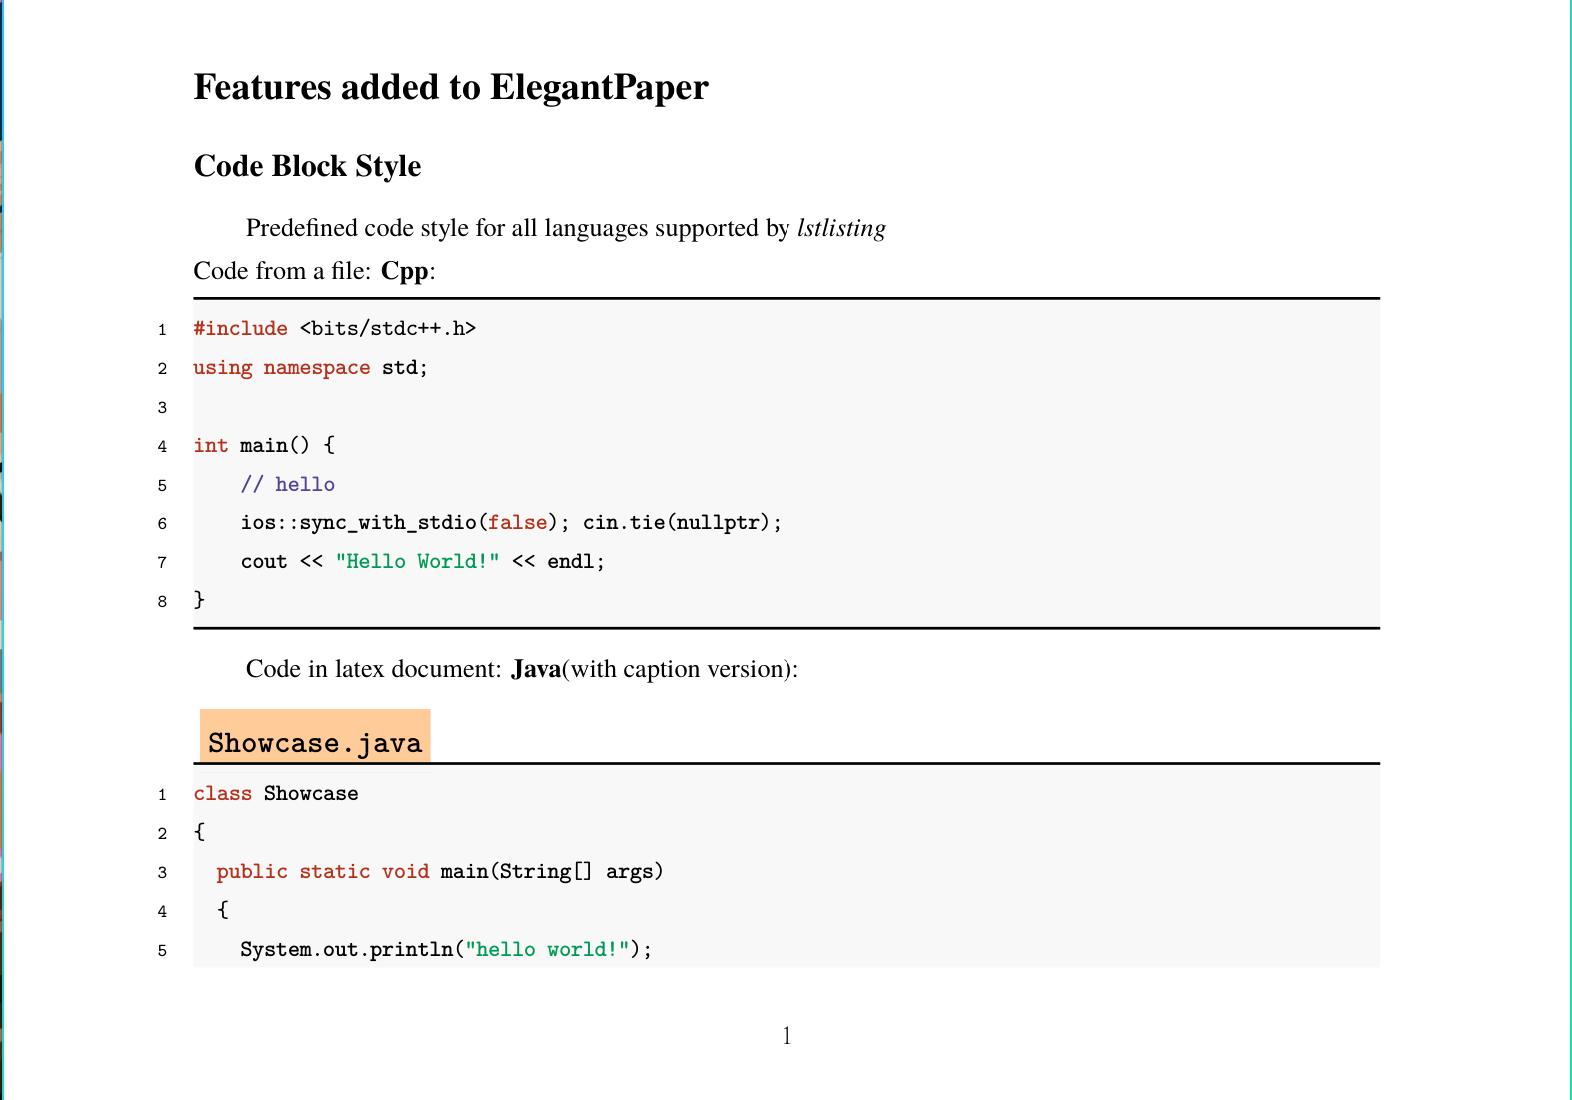 Features added to ElegantPaper
Code Block Style
Predefined code style for all languages supported by lstlisting
Code from a file: Cpp:
1 #include <bits/stdc++.h>
2 using namespace std;
3
4 int main() {
5     // hello
6     ios::sync_with_stdio(false); cin.tie(nullptr);
7     cout << "Hello World!" << endl;
8 }
Code in latex document: Java(with caption version):
Showcase.java
1 class Showcase
2 {
3   public static void main(String[] args)
4   {
5     System.out.println("hello world!");
1